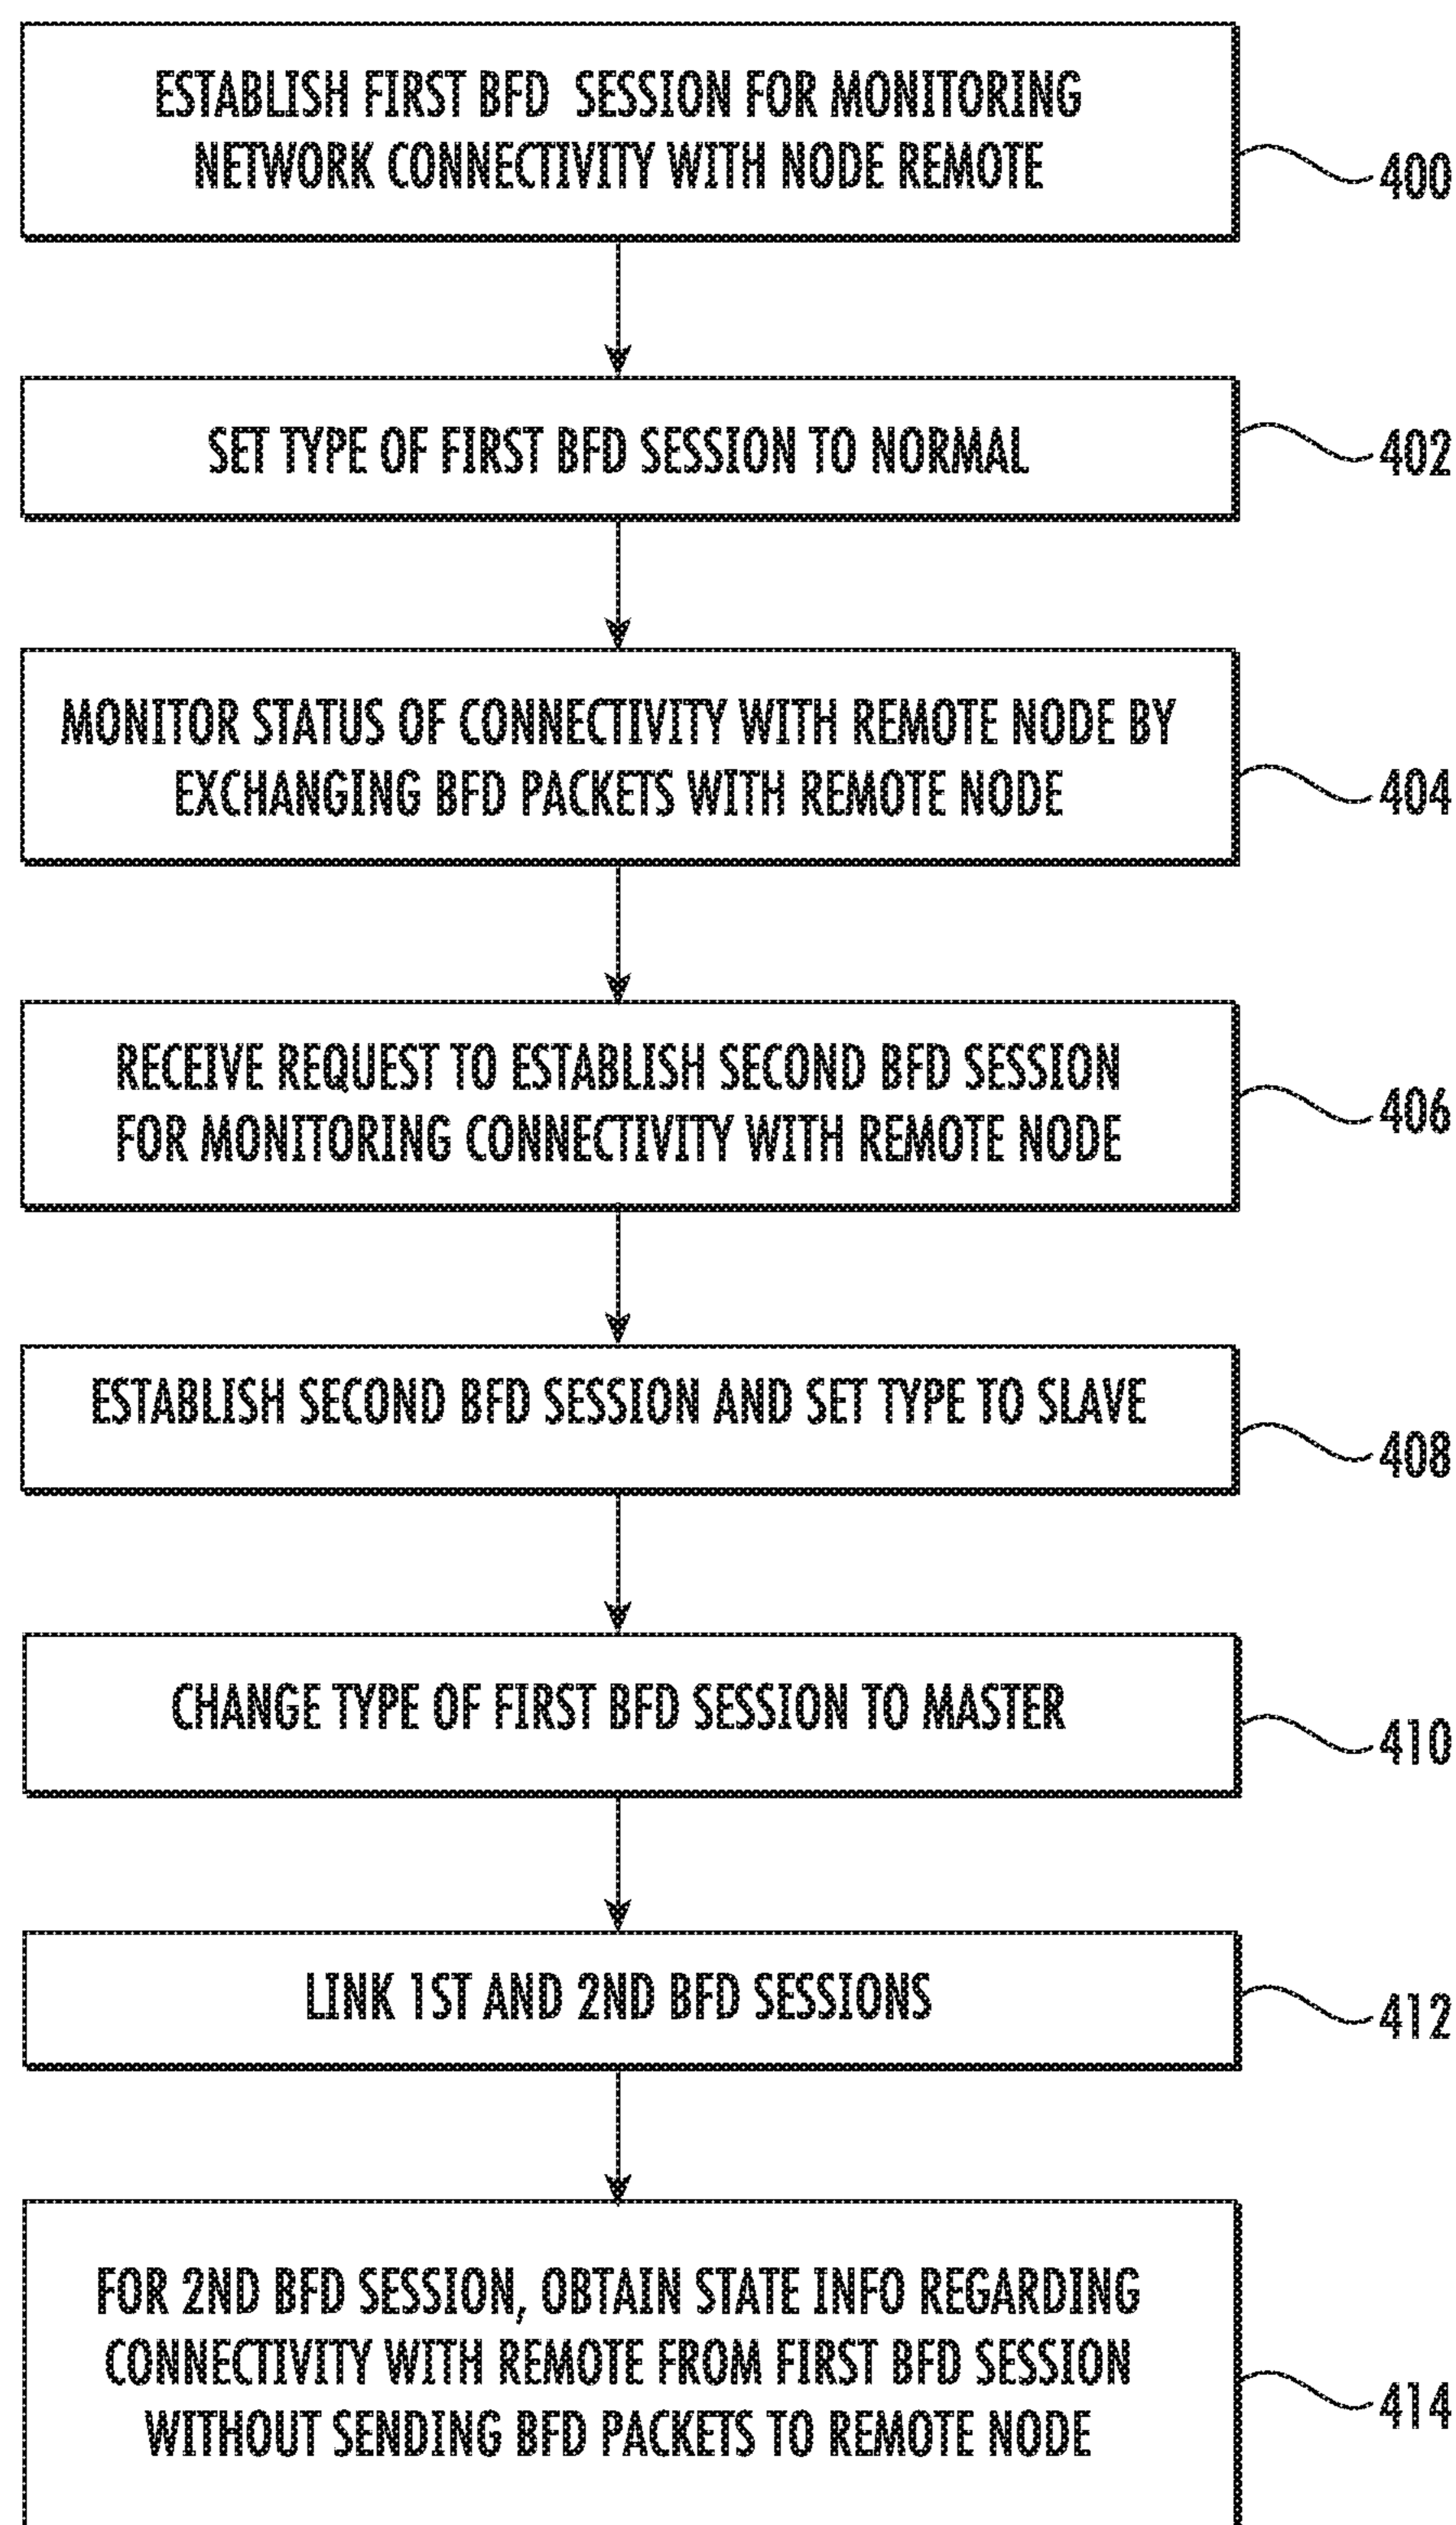 ESTABLISH FIRST BFD SESSION FOR MONITORING
NETWORK CONNECTIVITY WITH NODE REMOTE
400
SET TYPE OF FIRST BFD SESSION TO NORMAL
402
MONITOR STATUS OF CONNECTIVITY WITH REMOTE NODE BY
EXCHANGING BFD PACKETS WITH REMOTE NODE
404
RECEIVE REQUEST TO ESTABLISH SECOND BFD SESSION
FOR MONITORING CONNECTIVITY WITH REMOTE NODE
406
ESTABLISH SECOND BFD SESSION AND SET TYPE TO SLAVE
408
CHANGE TYPE OF FIRST BFD SESSION TO MASTER
410
LINK 1ST AND 2ND BFD SESSIONS
412
FOR 2ND BFD SESSION, OBTAIN STATE INFO REGARDING
CONNECTIVITY WITH REMOTE FROM FIRST BFD SESSION
WITHOUT SENDING BFD PACKETS TO REMOTE NODE
414